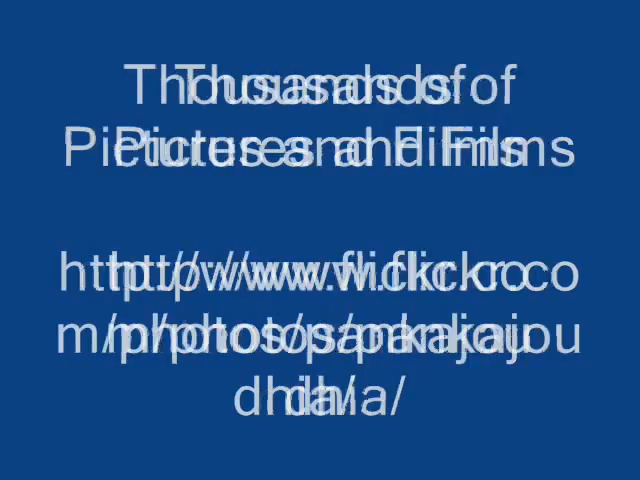 Thousands of
Pictures and Films
http://www.flickr.co
m/photos/pankajou
dhia/